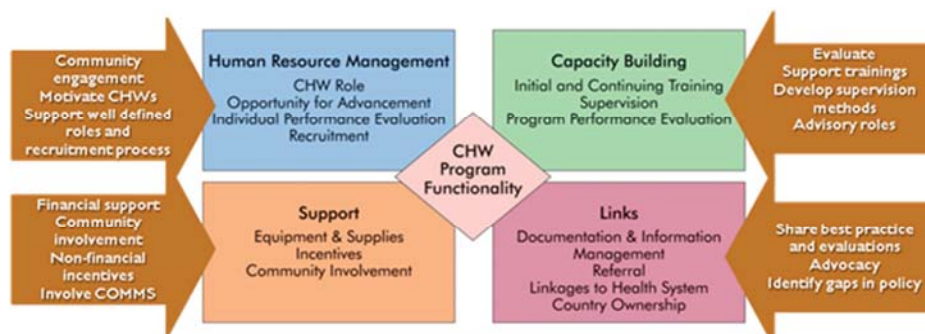 Community
engagement
Motivate CHWs
Support well defined
roles and
recruitment process
Human Resource Management
CHW Role
Opportunity for Advancement
Individual Performance Evaluation
Recruitment
Capacity Building
Initial and Continuing Training
Supervision
Program Performance Evaluation
Evaluate
Support trainings
Develop supervision
methods
Advisory roles
CHW
Program
Functionality
Financial support
Community
involvement
Non-financial
incentives
Involve COMMS
Support
Equipment & Supplies
Incentives
Community Involvement
Links
Documentation & Information
Management
Referral
Linkages to Health System
Country Ownership
Share best practice
and evaluations
Advocacy
Identify gaps in policy